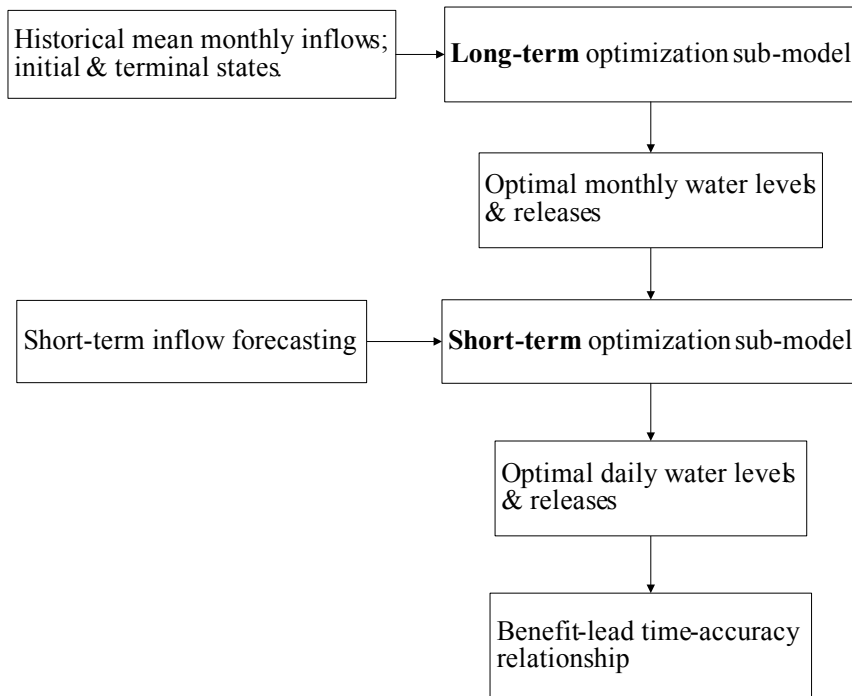 Historical mean monthly inflows;
initial & terminal states.
Long-term optimization sub-model
Optimal monthly water levels
& releases
Short-term inflow forecasting
Short-term optimization sub-model
Optimal daily water levels
& releases
Benefit-lead time-accuracy
relationship